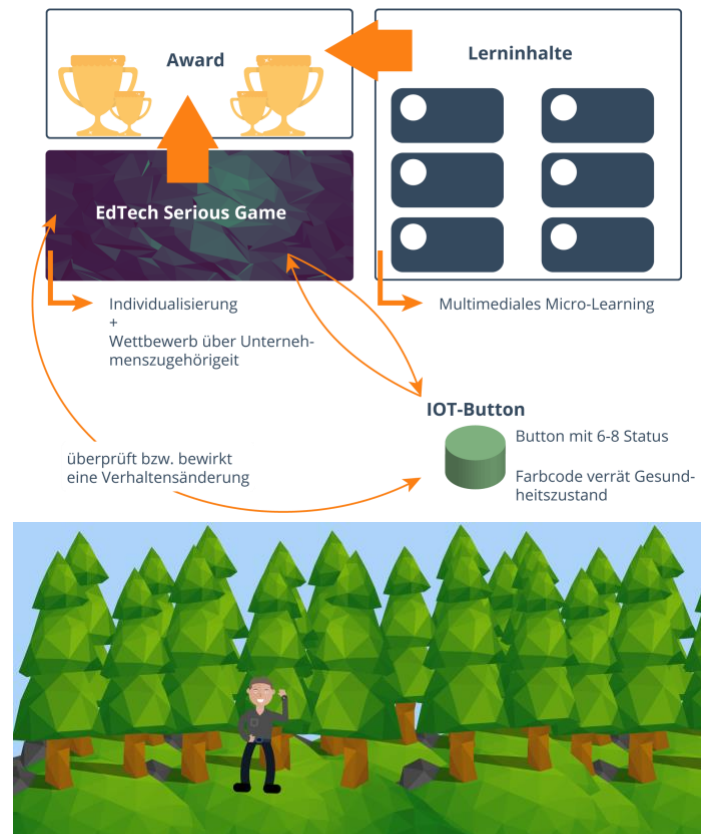 Award
Lerninhalte
EdTech Serious Game
Individualisierung
+
Wettbewerb über Unterneh-
menszugehörigeit
Multimediales Micro-Learning
IOT-Button
Button mit 6-8 Status
Farbcode verrät Gesund-
heitszustand
überprüft bzw. bewirkt
eine Verhaltensänderung